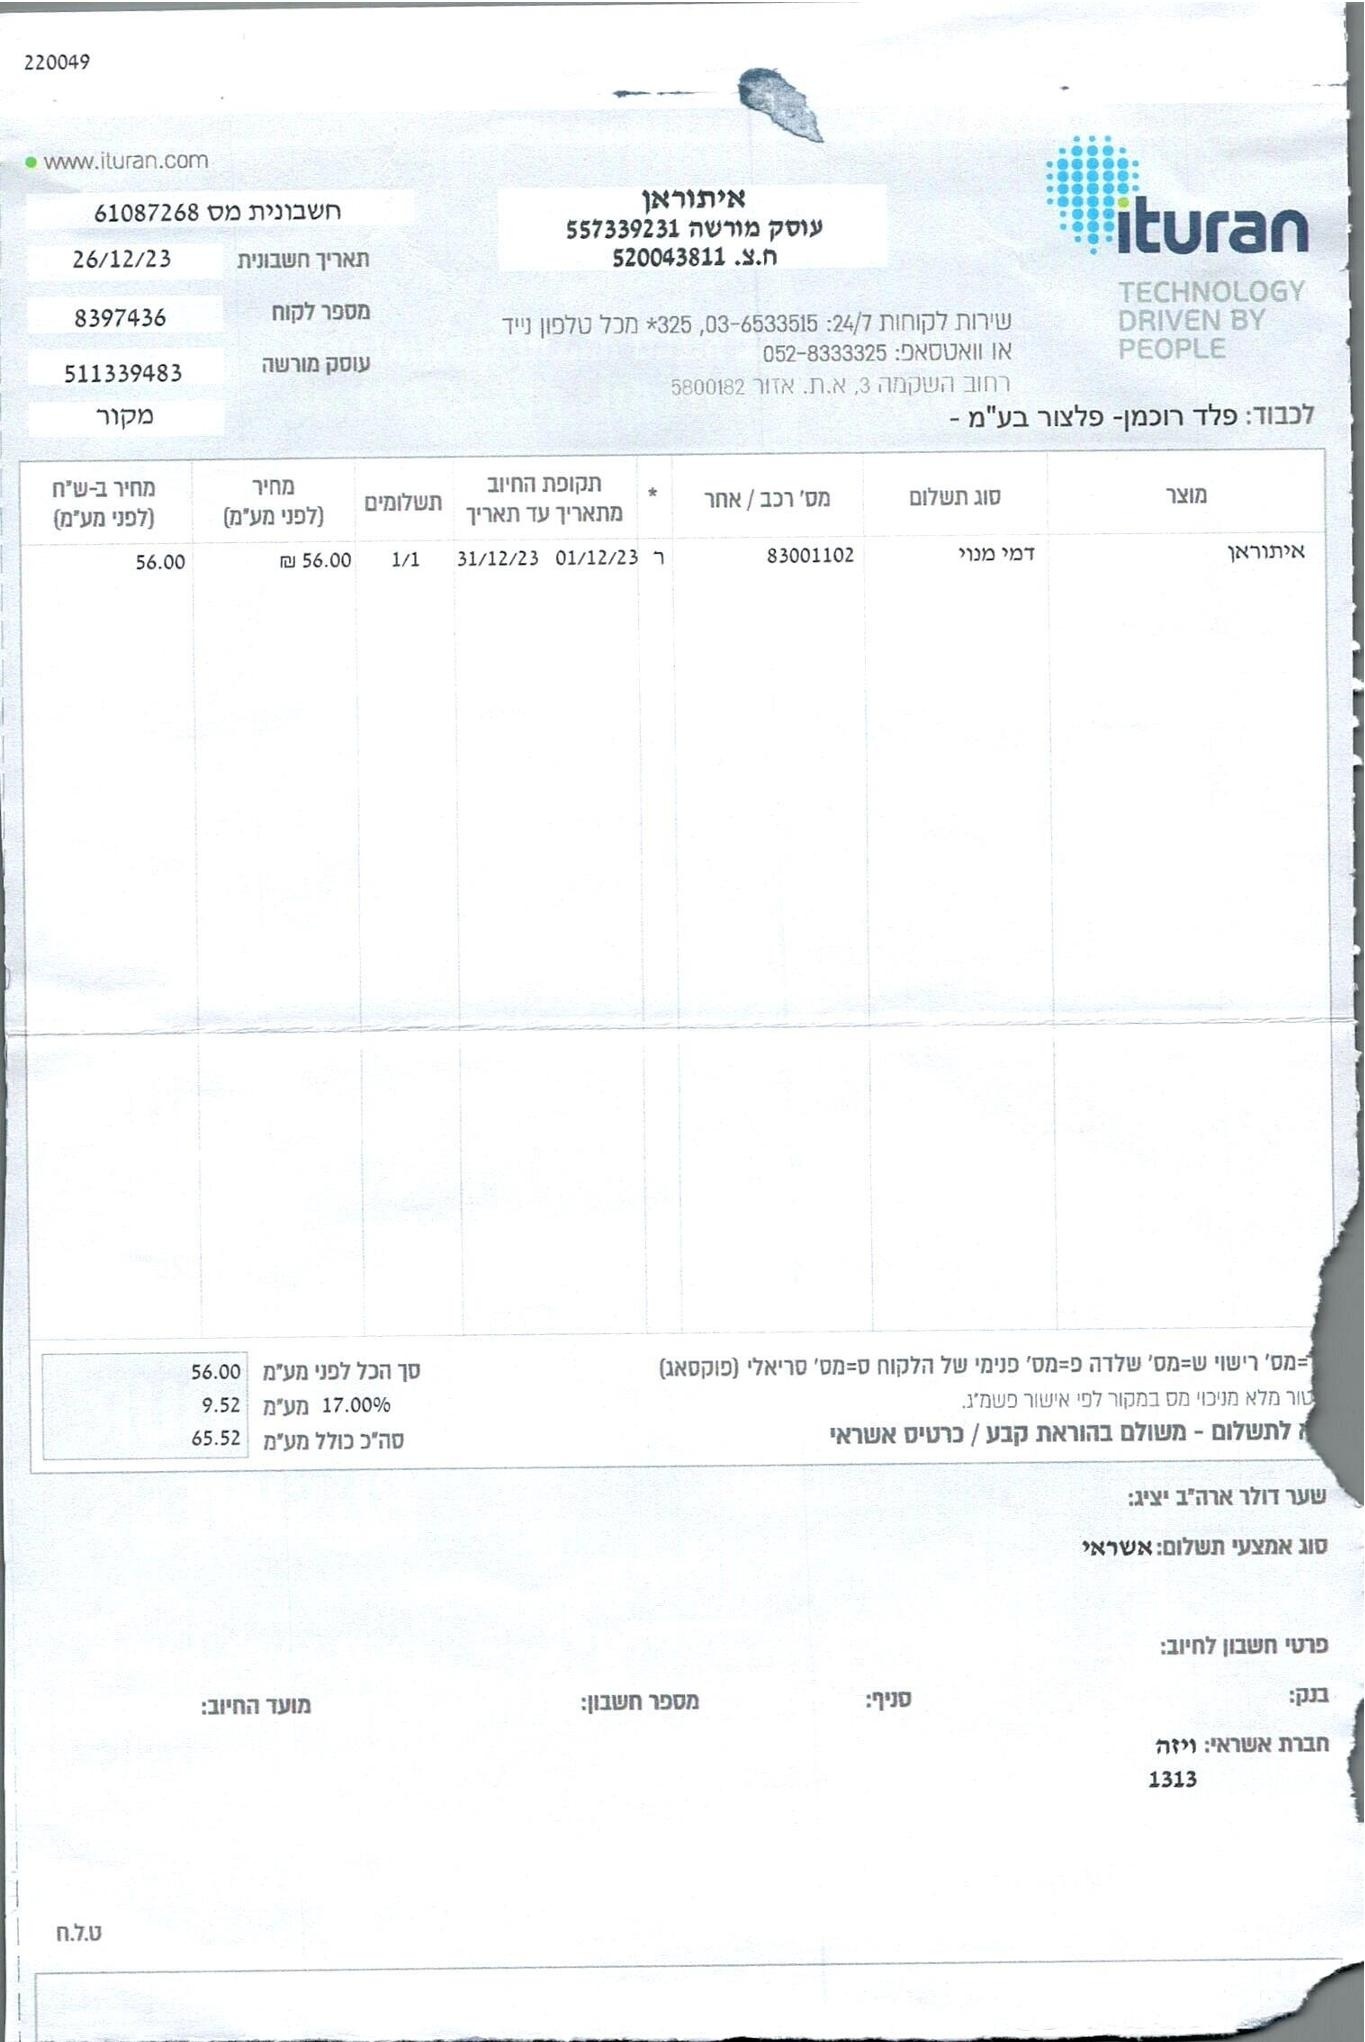 220049
www.ituran.com
ituran
TECHNOLOGY
DRIVEN BY
PEOPLE
איתוראן
עוסק מורשה 557339231
ח.צ. 520043811
שירות לקוחות 24/7: 03-6533515, 325* מכל טלפון נייד
או וואטסאפ: 052-8333325
רחוב השקמה 3, א.ת. אזור 5800182
חשבונית מס 61087268
תאריך חשבונית 26/12/23
מספר לקוח 8397436
עוסק מורשה 511339483
מקור
לכבוד: פלד רוכמן- פלצור בע"מ -
מוצר סוג תשלום מס' רכב / אחר * תקופת החיוב מתאריך עד תאריך תשלומים מחיר (לפני מע"מ) מחיר ב-ש"ח (לפני מע"מ)
איתוראן דמי מנוי 83001102 ר 01/12/23 31/12/23 1/1 56.00 ₪ 56.00
=מס' רישוי ש=מס' שלדה פ=מס' פנימי של הלקוח ס=מס' סריאלי (פוקסאג)
מלא מניכוי מס במקור לפי אישור פשמ"ג.
לתשלום - משולם בהוראת קבע / כרטיס אשראי
סך הכל לפני מע"מ 56.00
17.00% מע"מ 9.52
סה"כ כולל מע"מ 65.52
שער דולר ארה"ב יציג:
סוג אמצעי תשלום: אשראי
פרטי חשבון לחיוב:
בנק: סניף: מספר חשבון: מועד החיוב:
חברת אשראי: ויזה
1313
ט.ל.ח